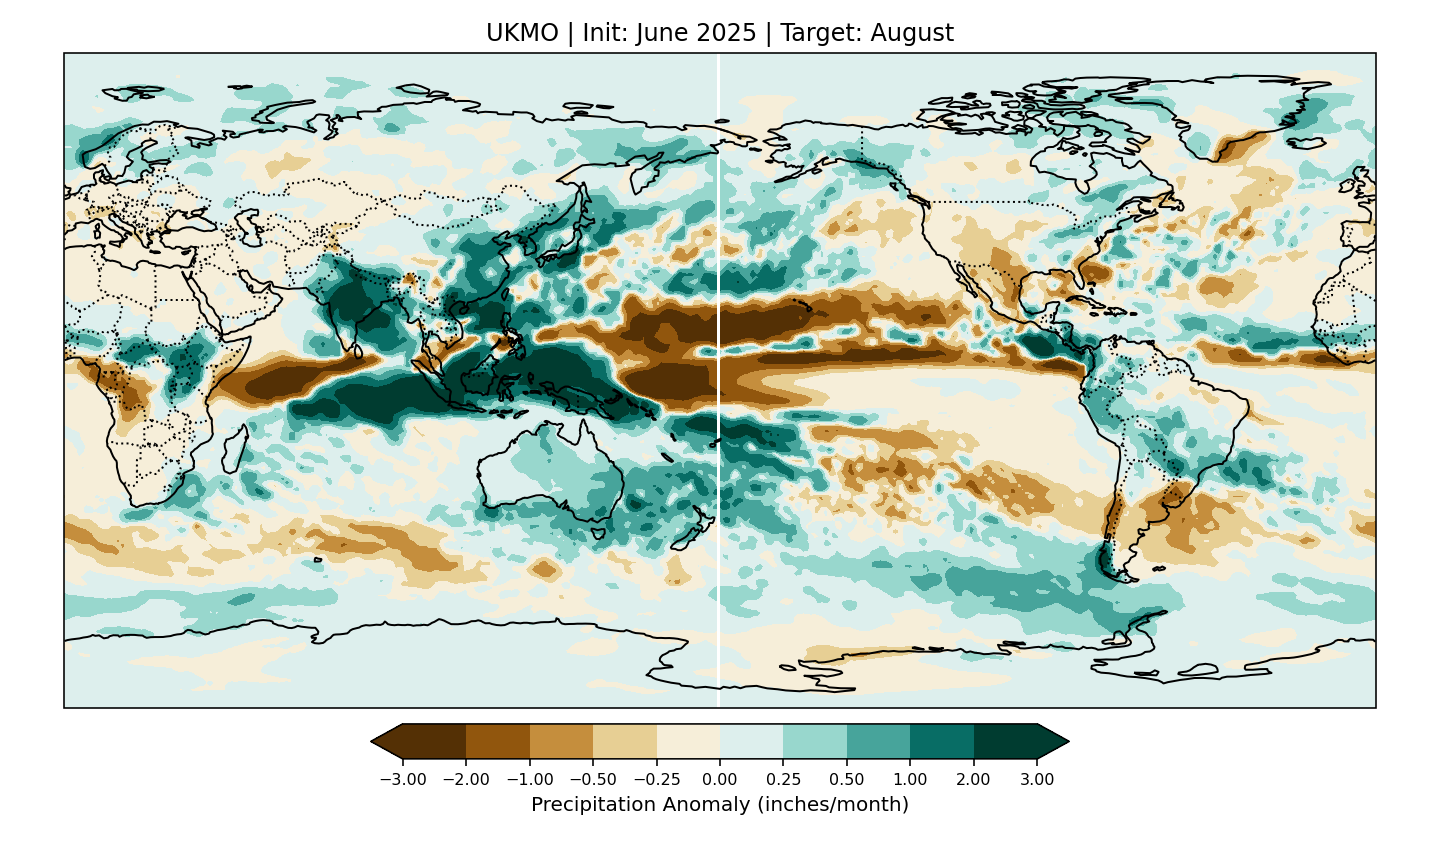 UKMO | Init: June 2025 | Target: August
−3.00 −2.00 −1.00 −0.50 −0.25 0.00 0.25 0.50 1.00 2.00 3.00
Precipitation Anomaly (inches/month)